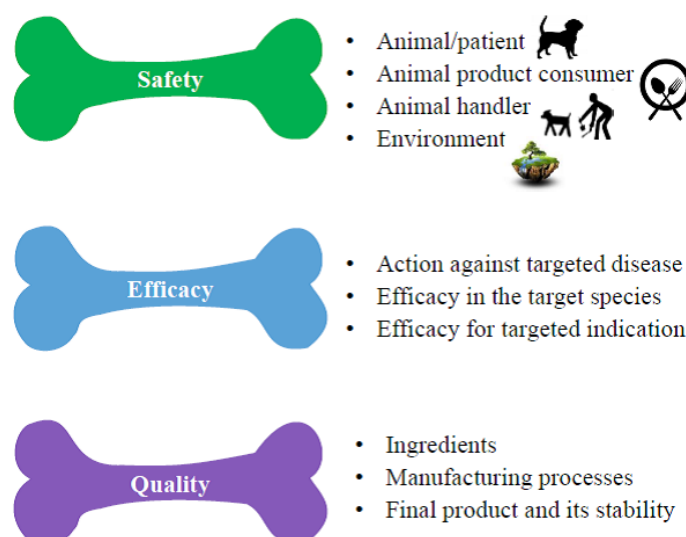 Safety
• Animal/patient
• Animal product consumer
• Animal handler
• Environment
Efficacy
• Action against targeted disease
• Efficacy in the target species
• Efficacy for targeted indication
Quality
• Ingredients
• Manufacturing processes
• Final product and its stability